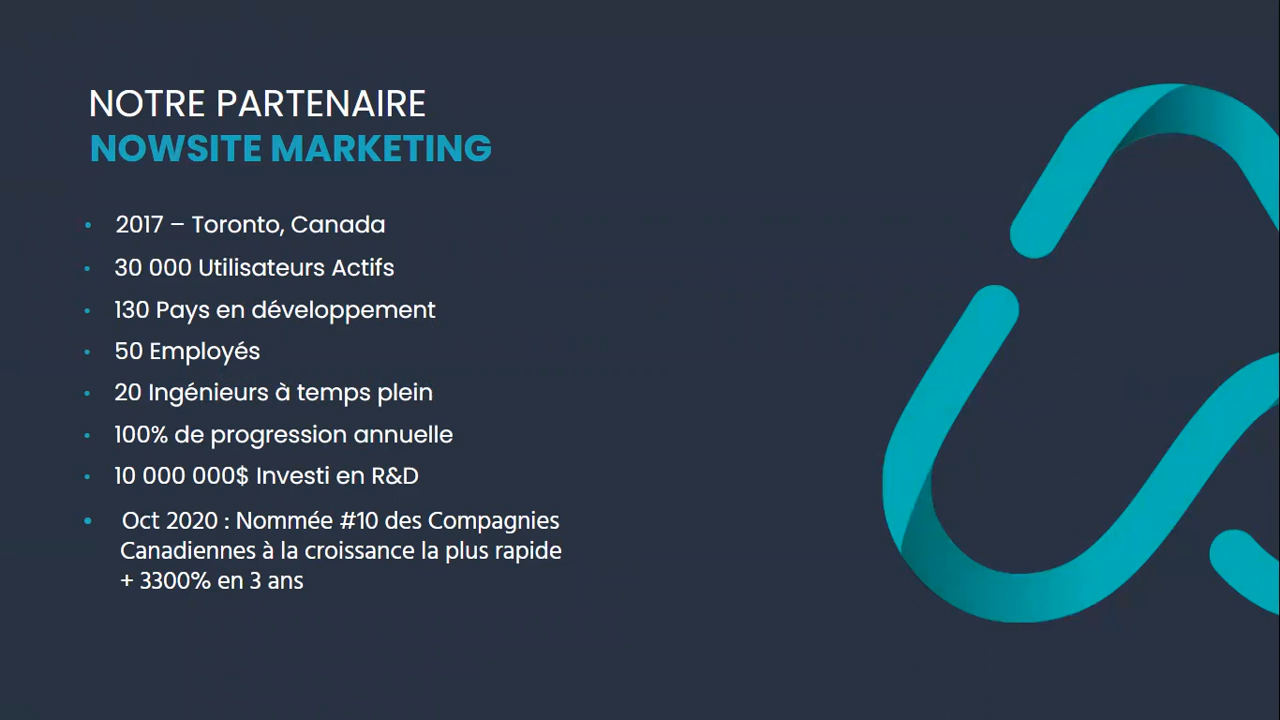 NOTRE PARTENAIRE
NOWSITE MARKETING
• 2017 – Toronto, Canada
• 30 000 Utilisateurs Actifs
• 130 Pays en développement
• 50 Employés
• 20 Ingénieurs à temps plein
• 100% de progression annuelle
• 10 000 000$ Investi en R&D
• Oct 2020 : Nommée #10 des Compagnies
Canadiennes à la croissance la plus rapide
+ 3300% en 3 ans